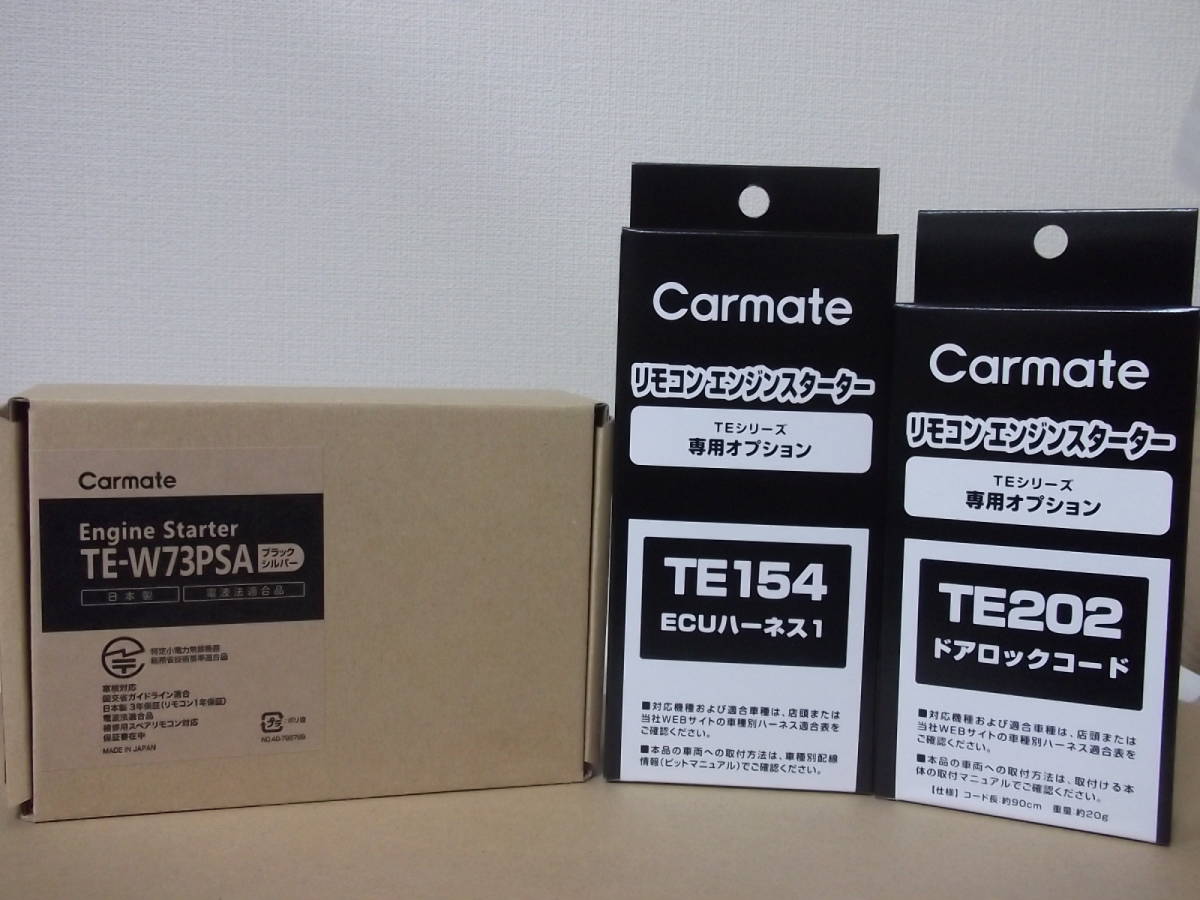 Carmate
Engine Starter
TE-W73PSA ブラック シルバー
日本製 電波法適合品
特定小電力無線機器
総務省技術基準適合品
寒候対応
国交省ガイドライン適合
日本製 3年保証(リモコン1年保証)
電波法適合品
補修用スペアリモコン対応
保証書在中
MADE IN JAPAN
プラ :ポリ袋
Carmate
リモコンエンジンスターター
TEシリーズ
専用オプション
TE154
ECUハーネス1
■対応機種および適合車種は、店頭または
当社WEBサイトの車種別ハーネス適合表を
ご確認ください。
■本品の車両への取付方法は、車種別配線
情報(ピットマニュアル)でご確認ください。
Carmate
リモコンエンジンスターター
TEシリーズ
専用オプション
TE202
ドアロックコード
■対応機種および適合車種は、店頭または
当社WEBサイトの車種別ハーネス適合表を
ご確認ください。
■本品の車両への取付方法は、取付ける本
体の取付マニュアルでご確認ください。
【仕様】コード長:約90cm 重量:約20g